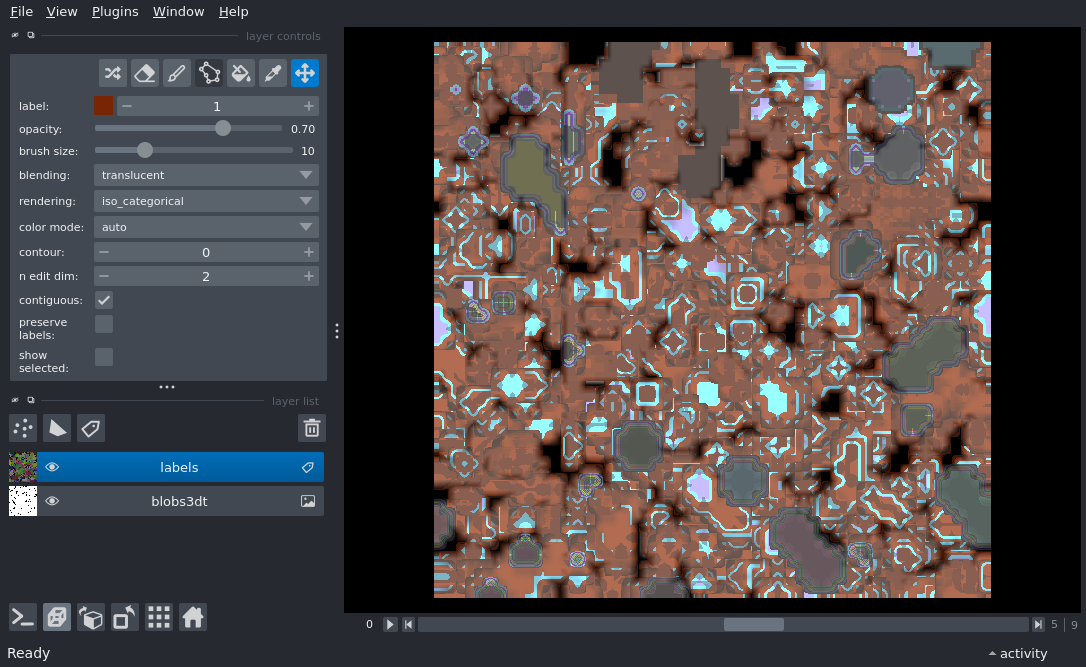 File View Plugins Window Help
layer controls
label: 1
opacity: 0.70
brush size: 10
blending: translucent
rendering: iso_categorical
color mode: auto
contour: 0
n edit dim: 2
contiguous:
preserve
labels:
show
selected:
layer list
labels
blobs3dt
0 5 9
Ready activity